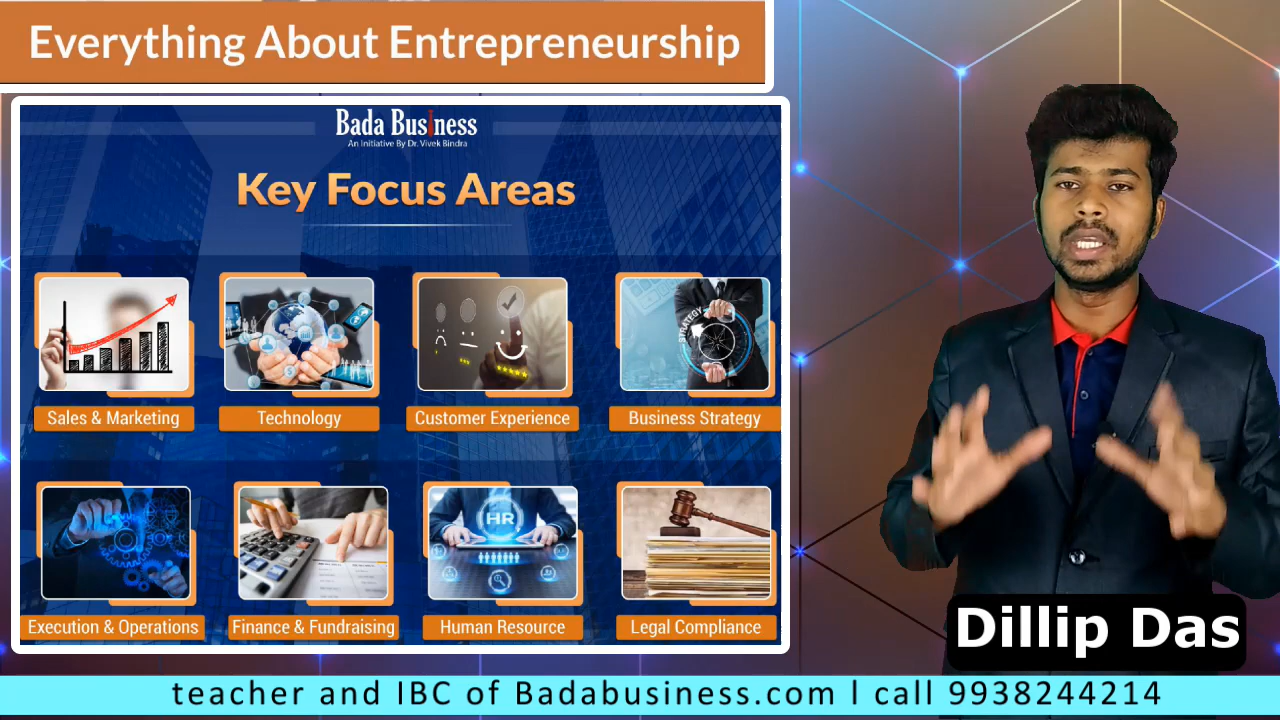 Everything About Entrepreneurship
Bada Business
An Initiative By Dr. Vivek Bindra
Key Focus Areas
STRATEGY
Sales & Marketing
Technology
Customer Experience
Business Strategy
HR
Execution & Operations
Finance & Fundraising
Human Resource
Legal Compliance
Dillip Das
teacher and IBC of Badabusiness.com l call 9938244214